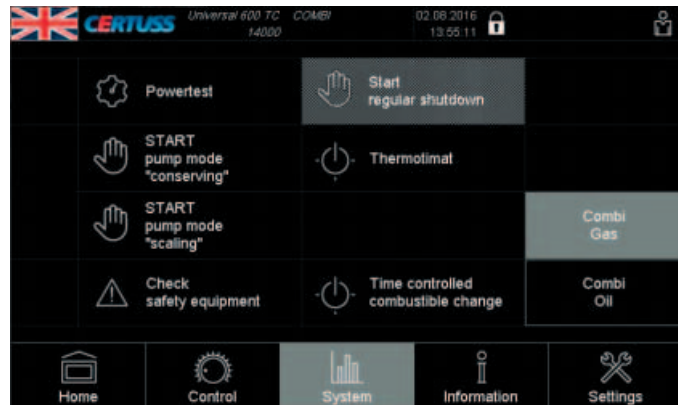 CERTUSS
Universal 600 TC COMBI
14000
02.08.2016
13:55:11
Powertest
Start
regular shutdown
START
pump mode
"conserving"
Thermotimat
START
pump mode
"scaling"
Combi
Gas
Check
safety equipment
Time controlled
combustible change
Combi
Oil
Home
Control
System
Information
Settings